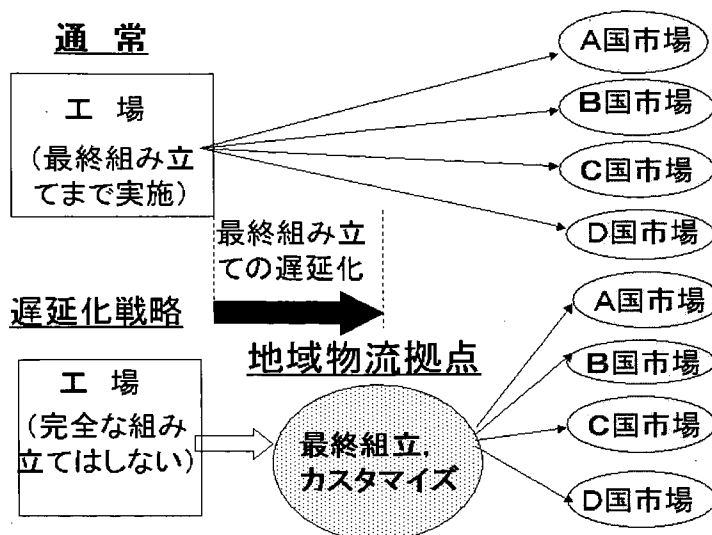 通 常
工 場
（最終組み立
てまで実施）
A国市場
B国市場
C国市場
D国市場
最終組み立
ての遅延化
遅延化戦略
地域物流拠点
工 場
（完全な組み
立てはしない）
最終組立,
カスタマイズ
A国市場
B国市場
C国市場
D国市場